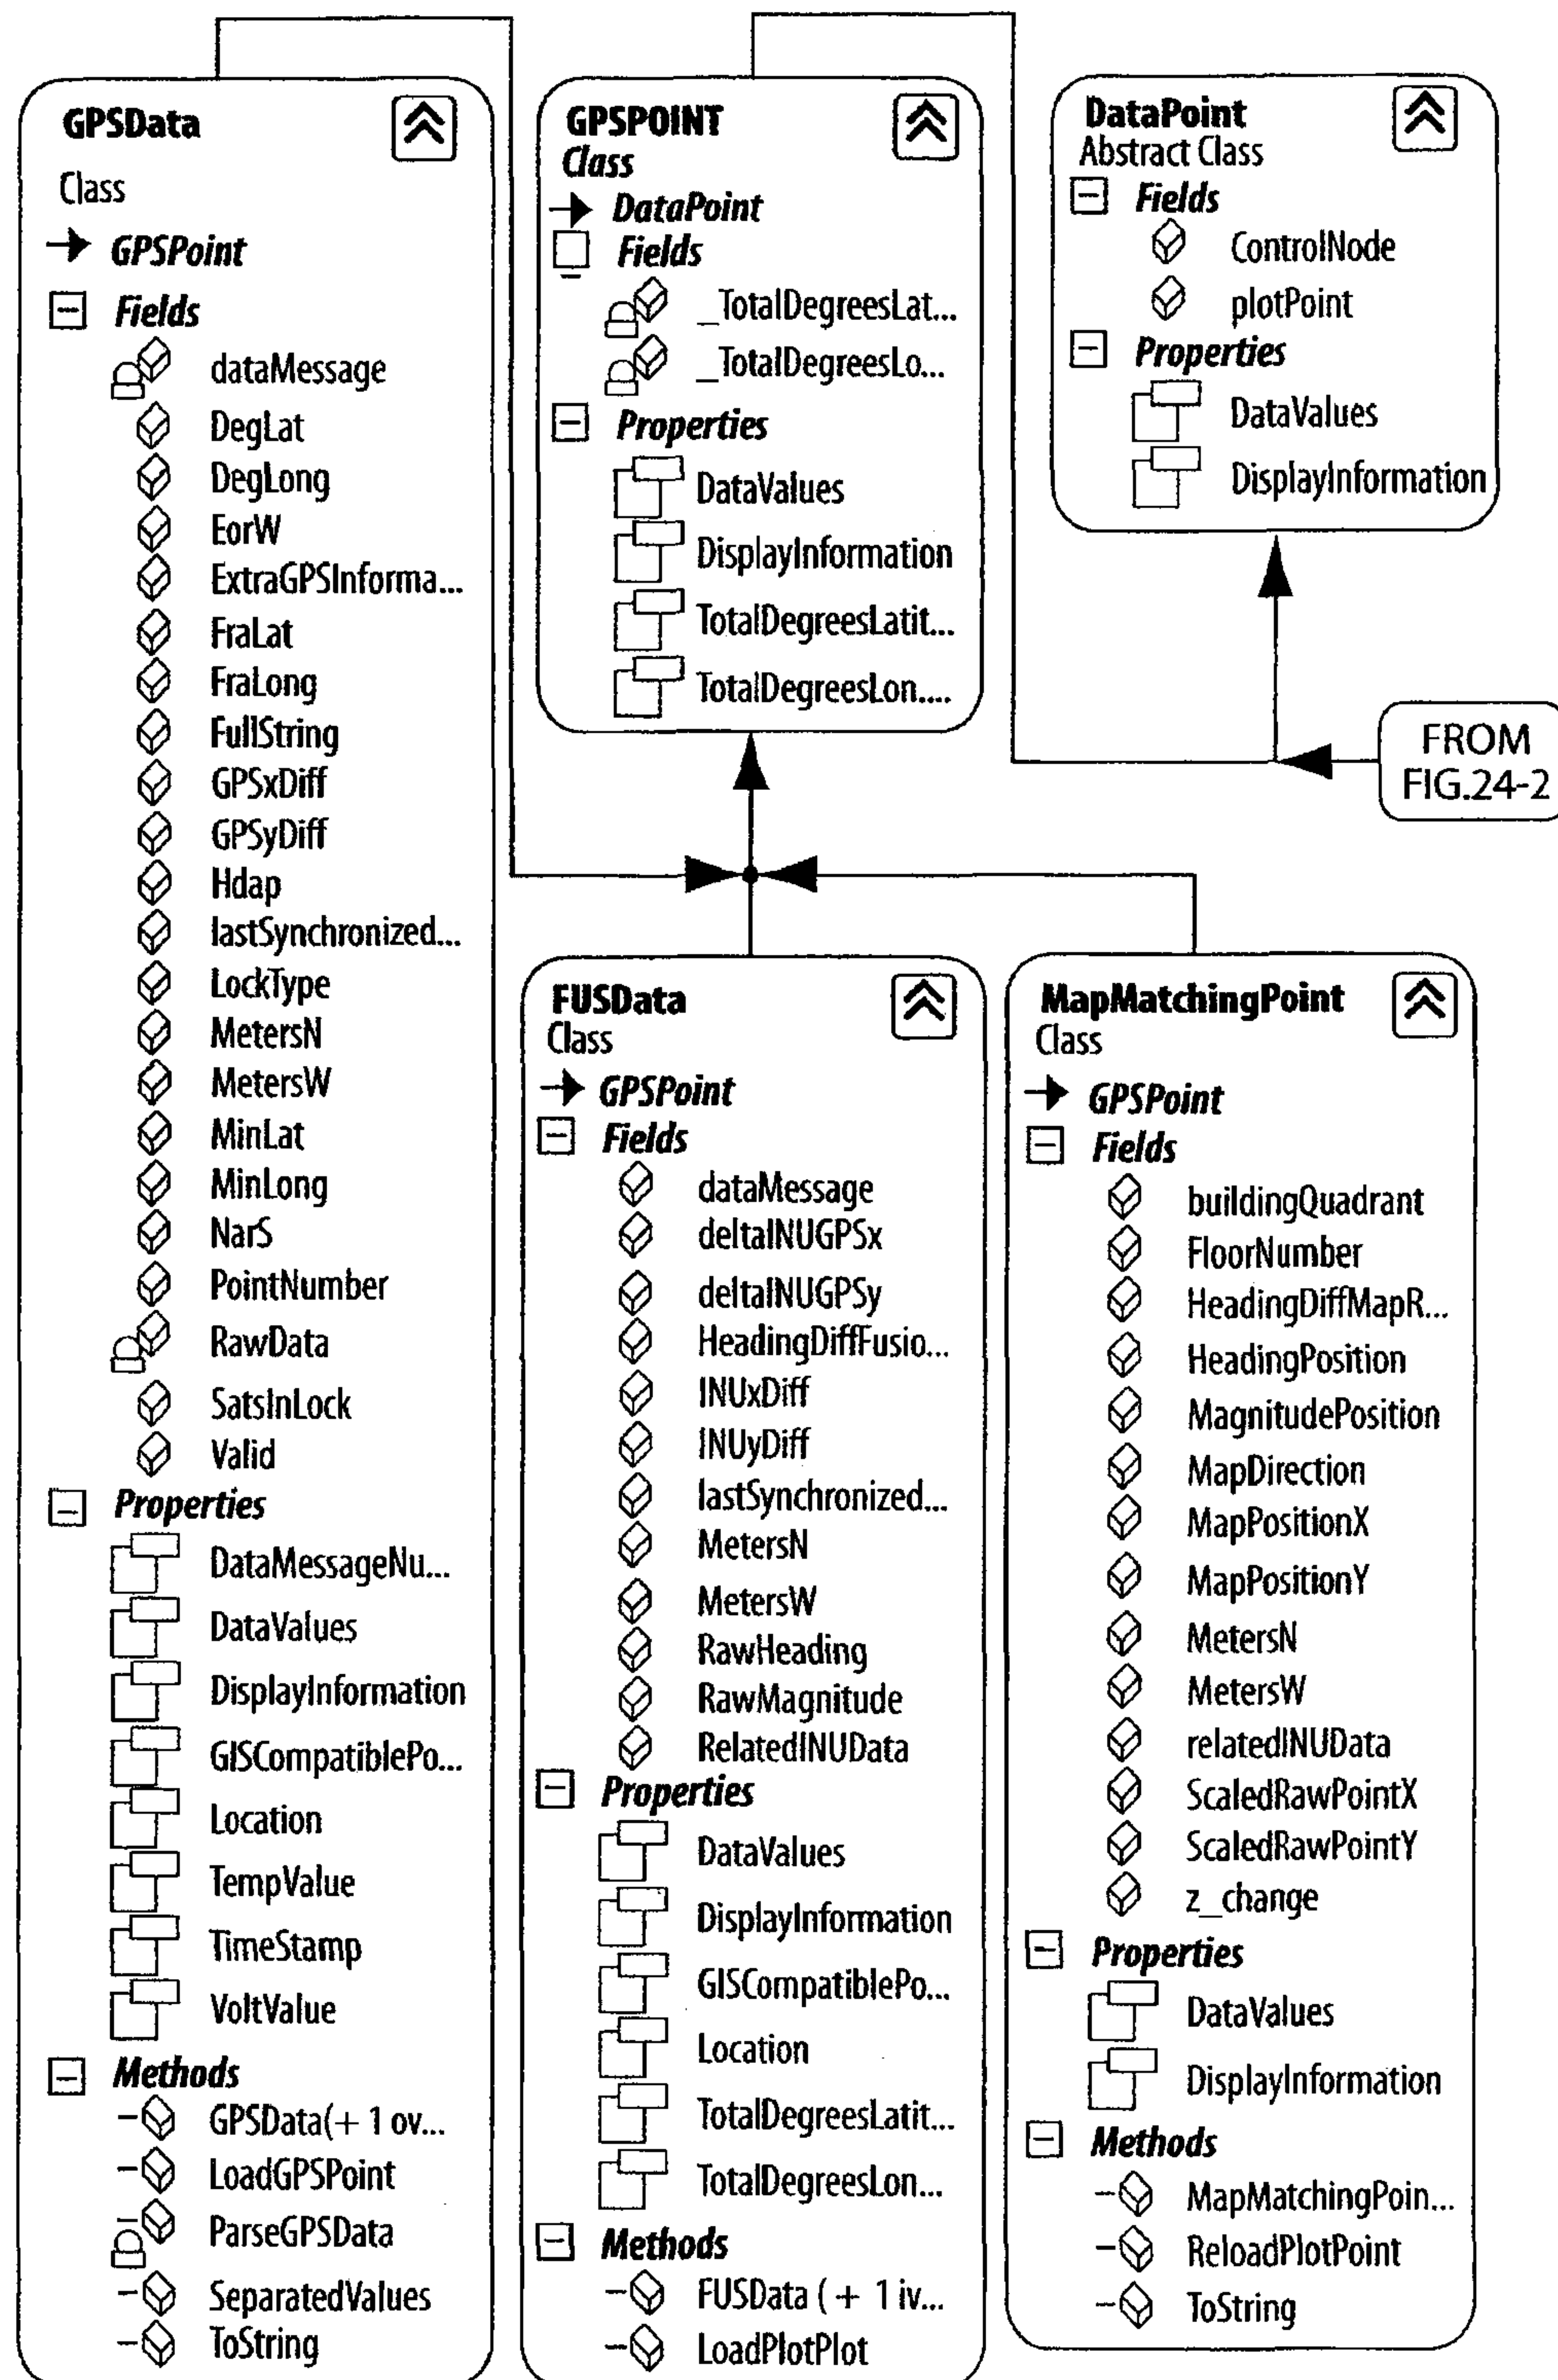 GPSData
Class
GPSPoint
Fields
dataMessage
DegLat
DegLong
EorW
ExtraGPSInforma...
FraLat
FraLong
FullString
GPSxDiff
GPSyDiff
Hdap
lastSynchronized...
LockType
MetersN
MetersW
MinLat
MinLong
NarS
PointNumber
RawData
SatsInLock
Valid
Properties
DataMessageNu...
DataValues
DisplayInformation
GISCompatiblePo...
Location
TempValue
TimeStamp
VoltValue
Methods
GPSData(+ 1 ov...
LoadGPSPoint
ParseGPSData
SeparatedValues
ToString
GPSPOINT
Class
DataPoint
Fields
_TotalDegreesLat...
_TotalDegreesLo...
Properties
DataValues
DisplayInformation
TotalDegreesLatit...
TotalDegreesLon....
DataPoint
Abstract Class
Fields
ControlNode
plotPoint
Properties
DataValues
DisplayInformation
FROM
FIG.24-2
FUSData
Class
GPSPoint
Fields
dataMessage
deltaINUGPSx
deltaINUGPSy
HeadingDiffFusio...
INUxDiff
INUyDiff
lastSynchronized...
MetersN
MetersW
RawHeading
RawMagnitude
RelatedINUData
Properties
DataValues
DisplayInformation
GISCompatiblePo...
Location
TotalDegreesLatit...
TotalDegreesLon...
Methods
FUSData ( + 1 iv...
LoadPlotPlot
MapMatchingPoint
Class
GPSPoint
Fields
buildingQuadrant
FloorNumber
HeadingDiffMapR...
HeadingPosition
MagnitudePosition
MapDirection
MapPositionX
MapPositionY
MetersN
MetersW
relatedINUData
ScaledRawPointX
ScaledRawPointY
z_change
Properties
DataValues
DisplayInformation
Methods
MapMatchingPoin...
ReloadPlotPoint
ToString